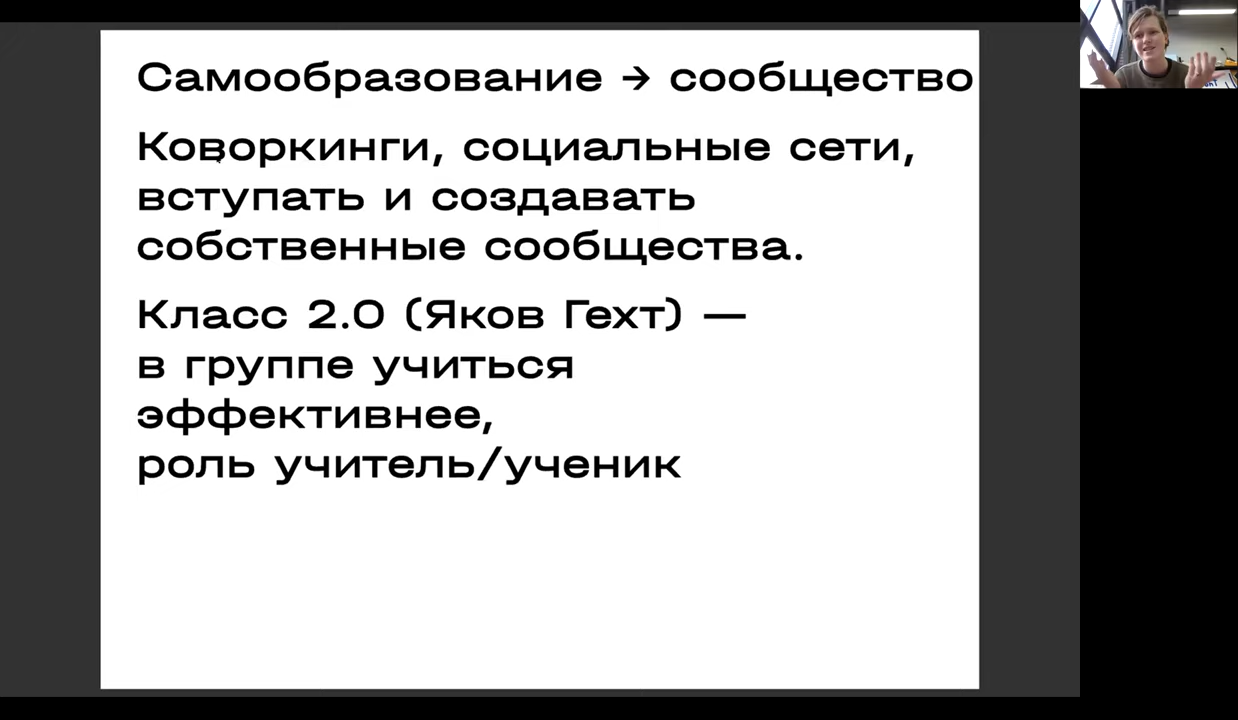 Самообразование → сообщество
Коворкинги, социальные сети,
вступать и создавать
собственные сообщества.
Класс 2.0 (Яков Гехт) —
в группе учиться
эффективнее,
роль учитель/ученик